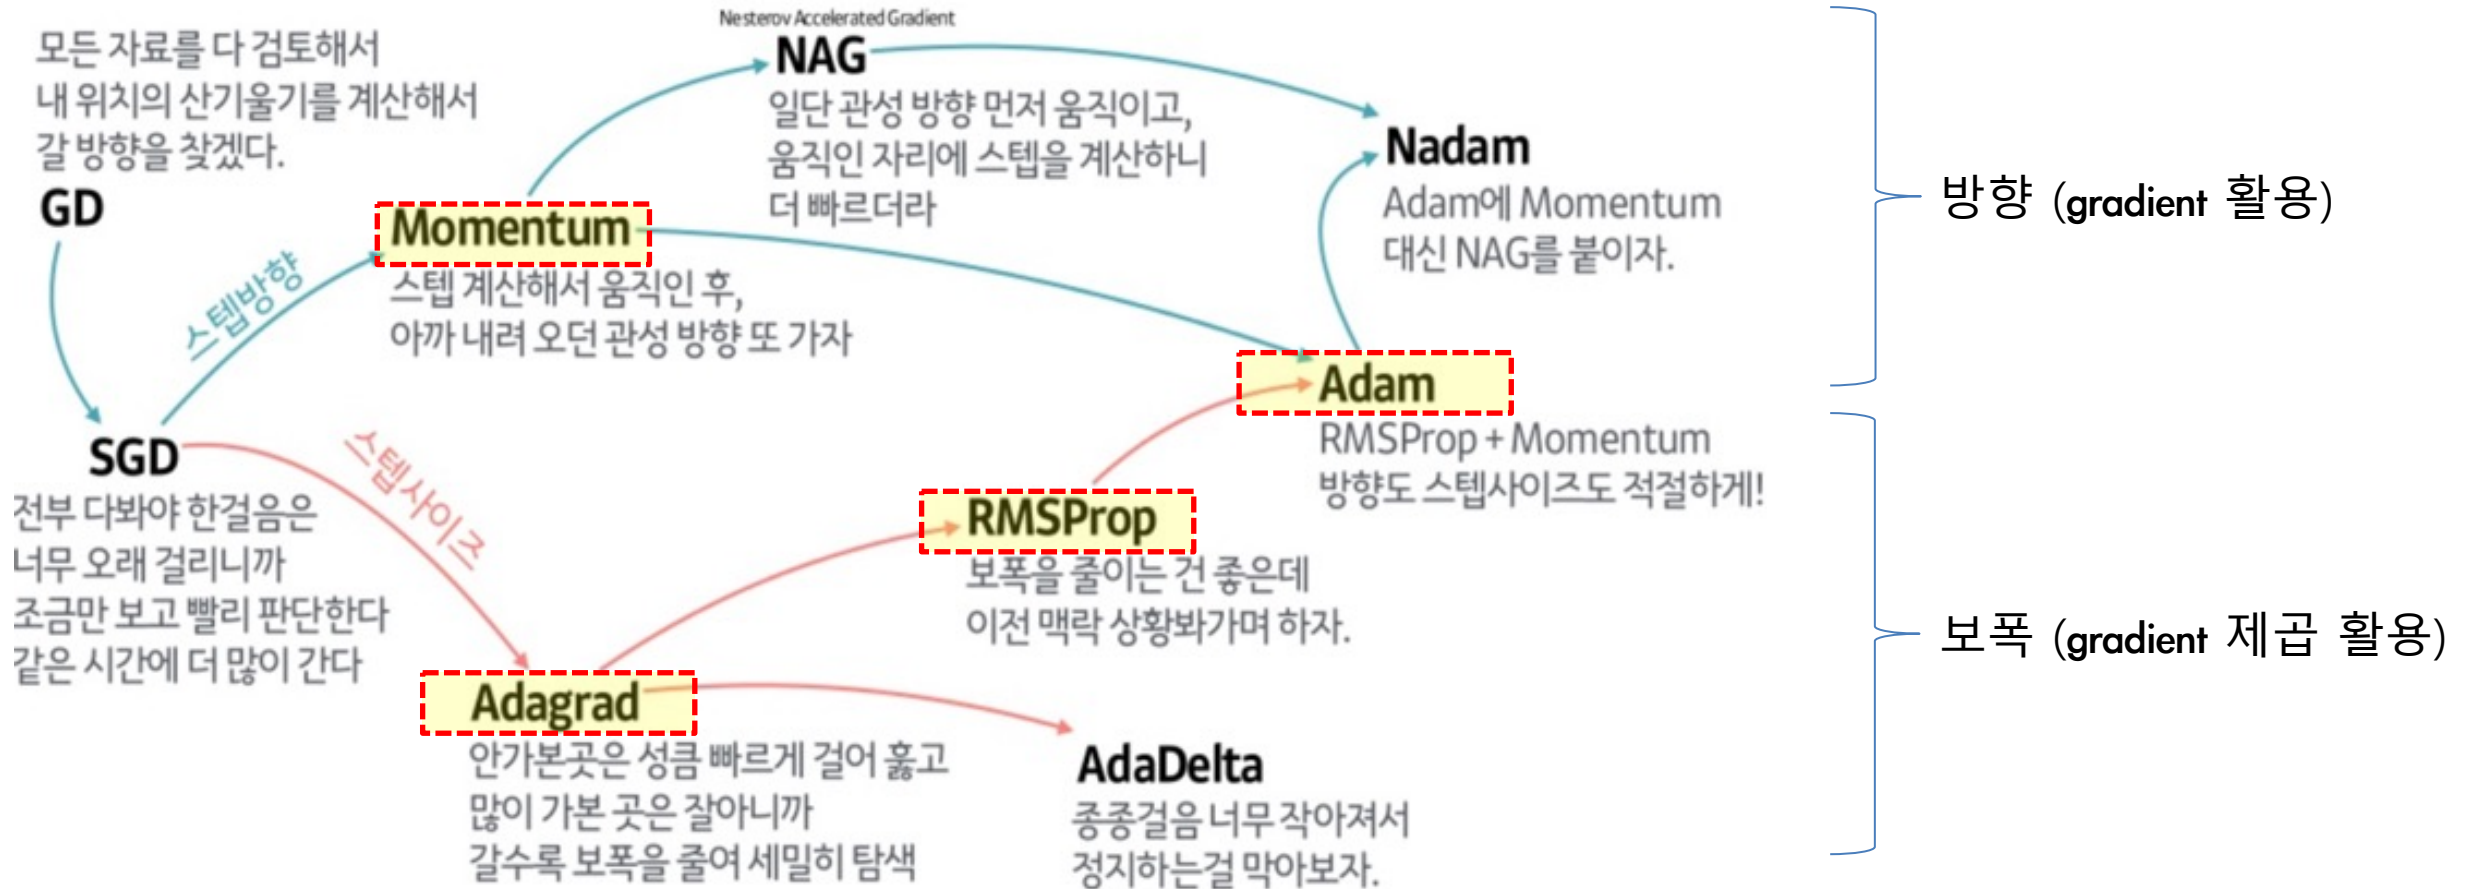 모든 자료를 다 검토해서
내 위치의 산기울기를 계산해서
갈 방향을 찾겠다.
GD
스텝방향
SGD
전부 다봐야 한걸음은
너무 오래 걸리니까
조금만 보고 빨리 판단한다
같은 시간에 더 많이 간다
Momentum
스텝 계산해서 움직인 후,
아까 내려 오던 관성 방향 또 가자
Nesterov Accelerated Gradient
NAG
일단 관성 방향 먼저 움직이고,
움직인 자리에 스텝을 계산하니
더 빠르더라
Nadam
Adam에 Momentum
대신 NAG를 붙이자.
Adam
RMSProp + Momentum
방향도 스텝사이즈도 적절하게!
스텝사이즈
RMSProp
보폭을 줄이는 건 좋은데
이전 맥락 상황봐가며 하자.
Adagrad
안가본곳은 성큼 빠르게 걸어 훓고
많이 가본 곳은 잘아니까
갈수록 보폭을 줄여 세밀히 탐색
AdaDelta
종종걸음 너무 작아져서
정지하는걸 막아보자.
방향 (gradient 활용)
보폭 (gradient 제곱 활용)